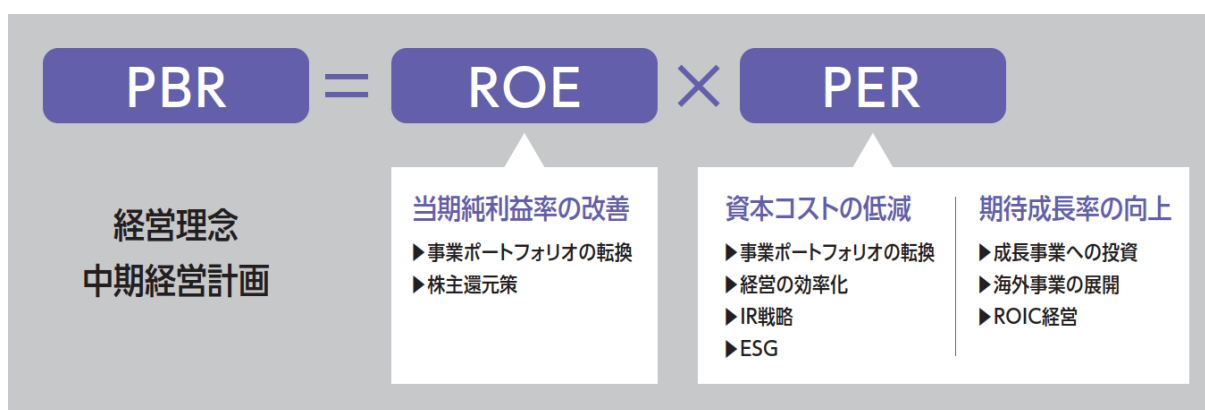 PBR = ROE × PER
経営理念
中期経営計画
当期純利益率の改善
▶事業ポートフォリオの転換
▶株主還元策
資本コストの低減
▶事業ポートフォリオの転換
▶経営の効率化
▶IR戦略
▶ESG
期待成長率の向上
▶成長事業への投資
▶海外事業の展開
▶ROIC経営